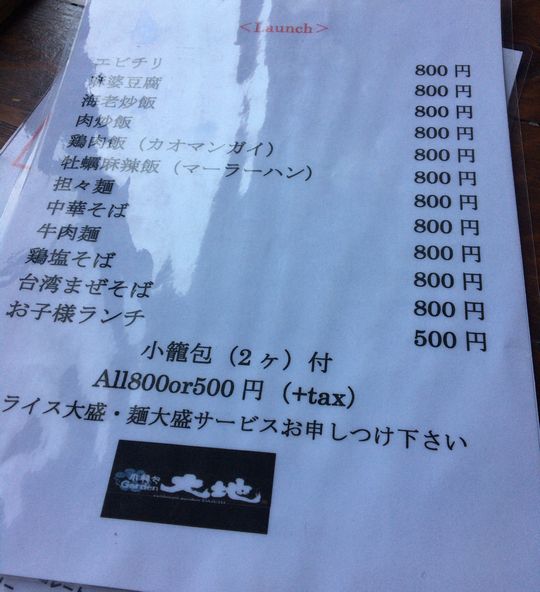 <Launch>
エビチリ 800円
麻婆豆腐 800円
海老炒飯 800円
肉炒飯 800円
鶏肉飯（カオマンガイ） 800円
牡蠣麻辣飯（マーラーハン） 800円
担々麺 800円
中華そば 800円
牛肉麺 800円
鶏塩そば 800円
台湾まぜそば 800円
お子様ランチ 500円
小籠包（2ヶ）付
All800or500円（+tax）
ライス大盛・麺大盛サービスお申しつけ下さい
Garden 大地